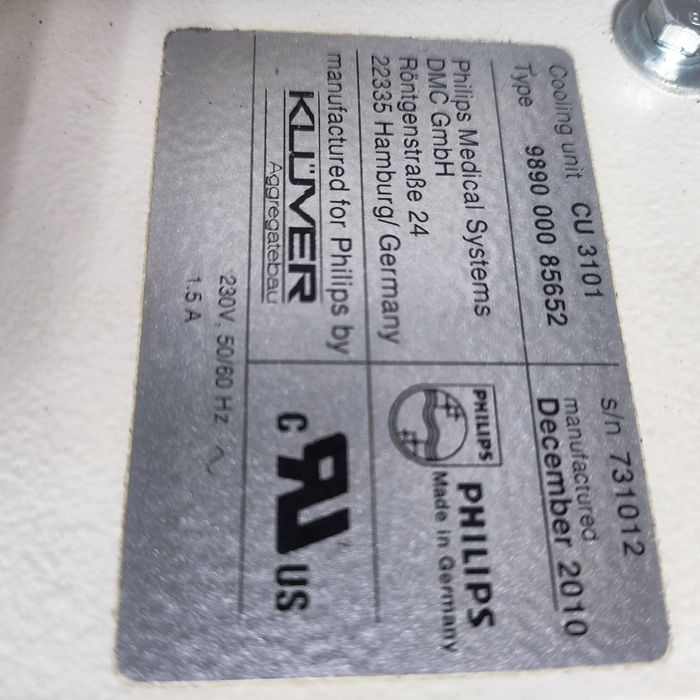 Cooling unit CU 3101
s/n 731012
Type 9890 000 85652
manufactured
December 2010
Philips Medical Systems
DMC GmbH
Röntgenstraße 24
22335 Hamburg/ Germany
PHILIPS
PHILIPS
Made in Germany
manufactured for Philips by
KLÜVER
Aggregatebau
C RU US
230V, 50/60 Hz ~
1.5 A